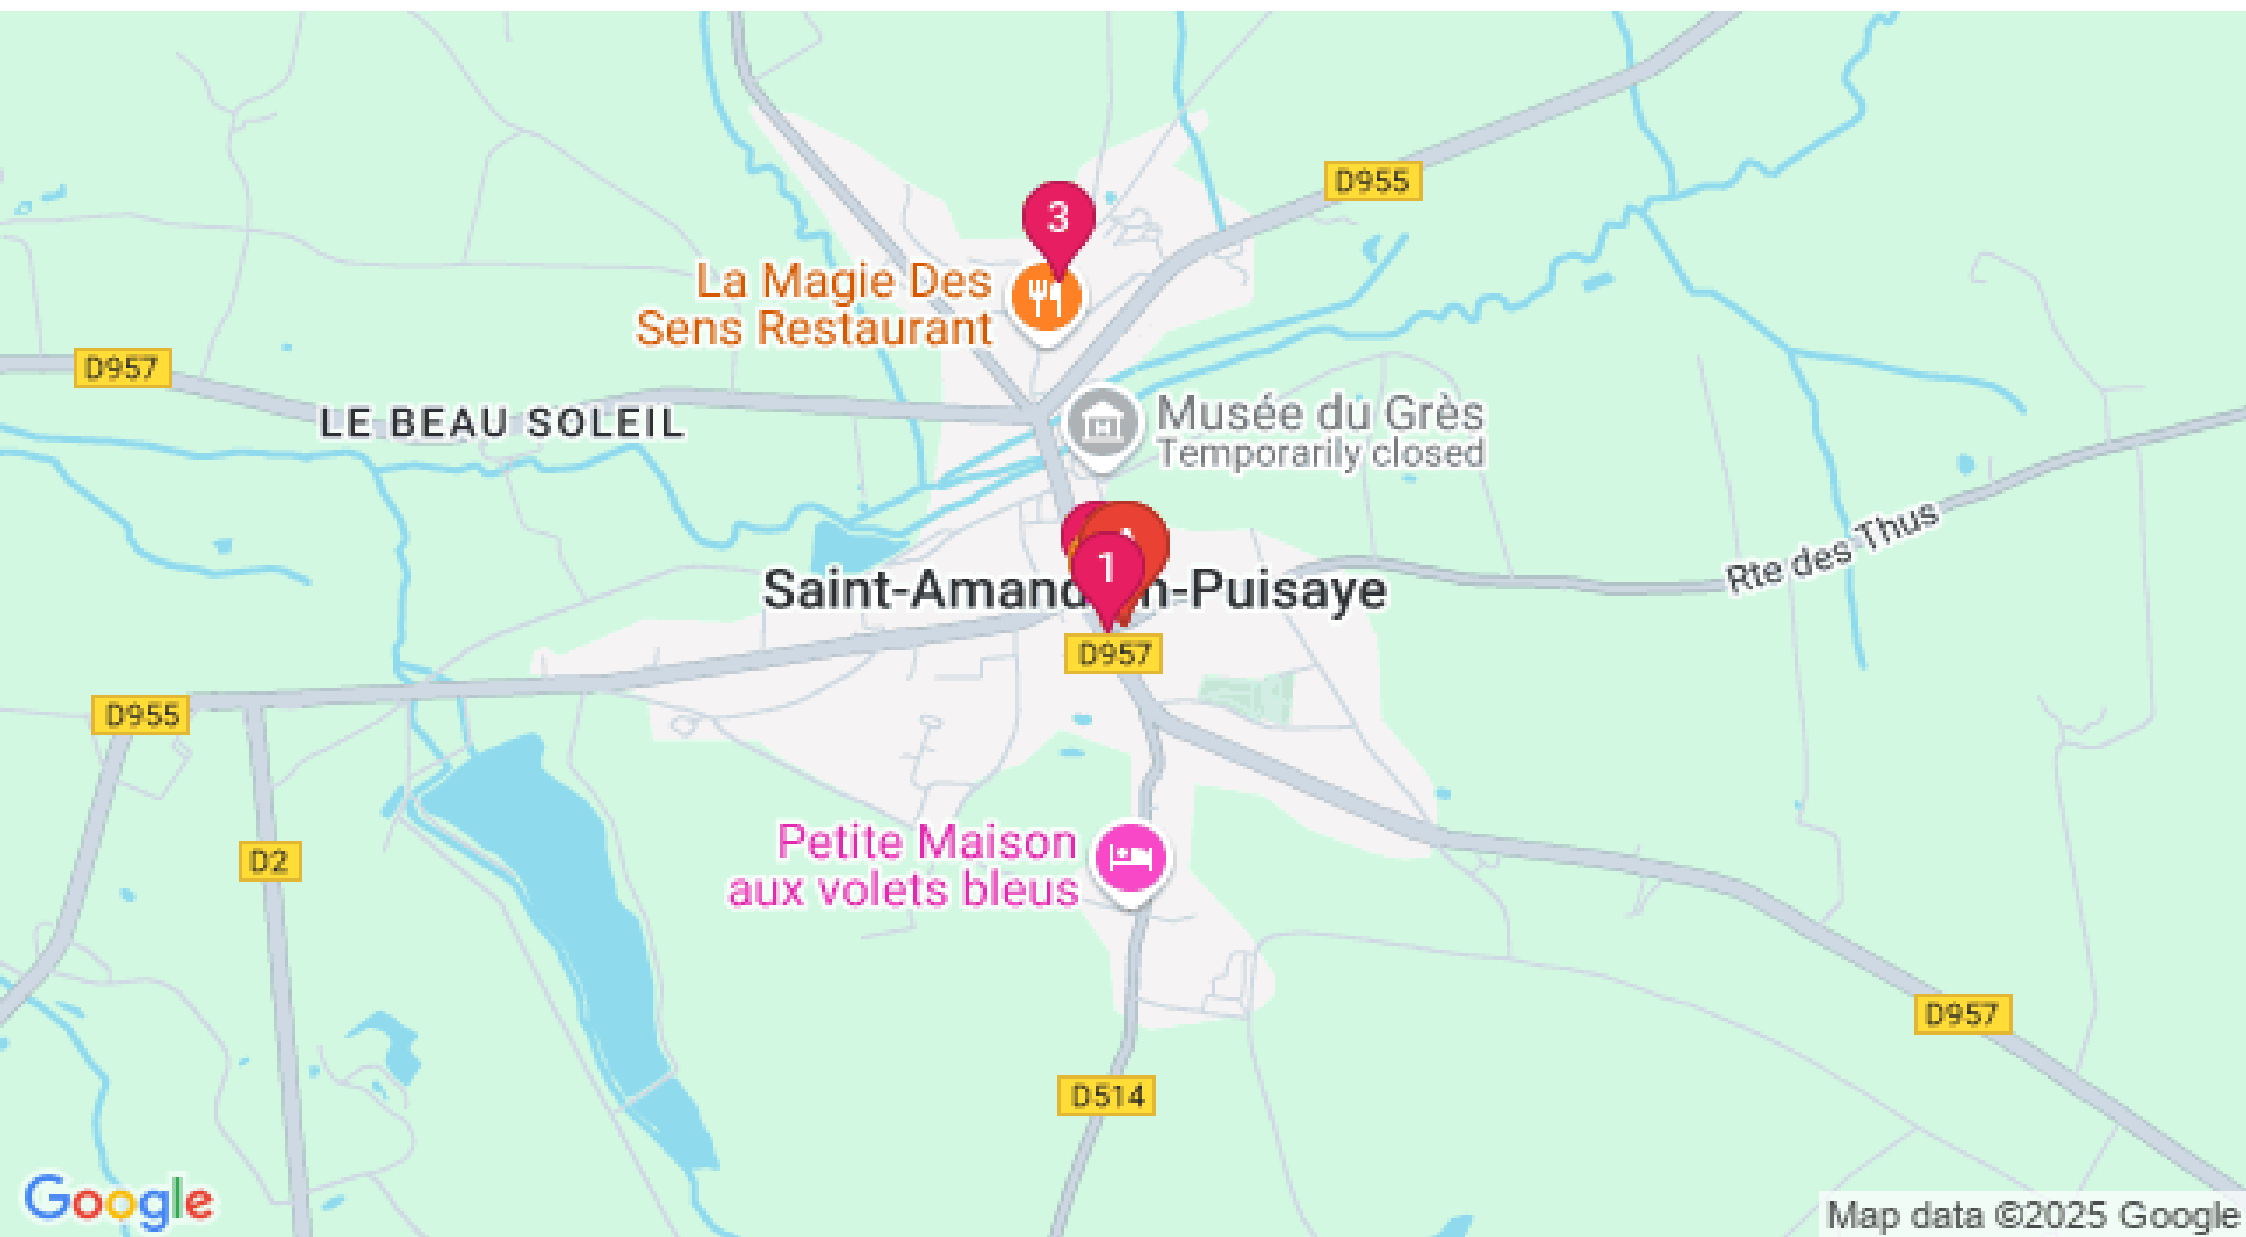 D955
3
La Magie Des
Sens Restaurant
D957
LE BEAU SOLEIL
Musée du Grès
Temporarily closed
Rte des Thus
1
Saint-Amand-en-Puisaye
D957
D955
Petite Maison
aux volets bleus
D2
D957
D514
Google
Map data ©2025 Google